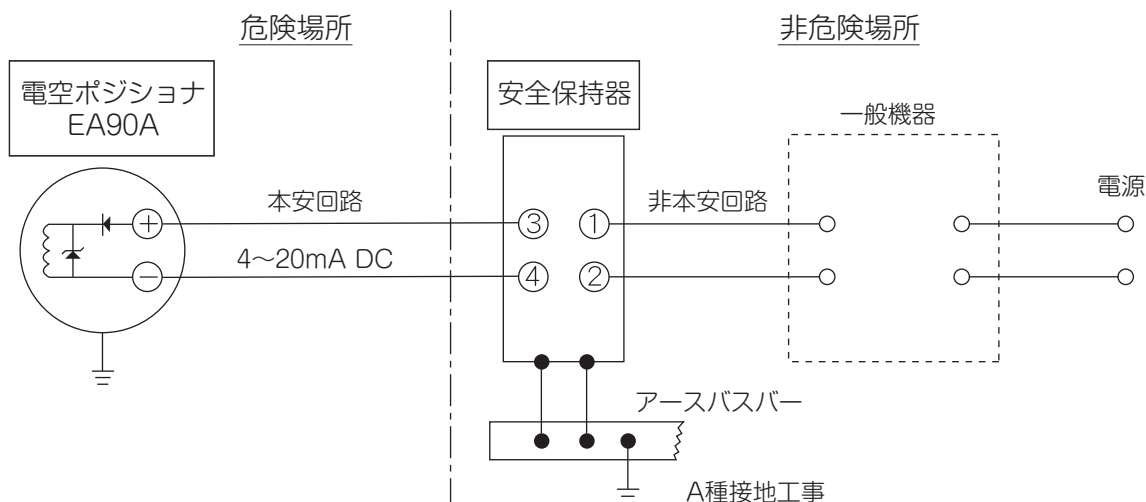 危険場所
非危険場所
電空ポジショナ
EA90A
安全保持器
一般機器
電源
本安回路
非本安回路
+
③
①
4～20mA DC
−
④
②
アースバスバー
A種接地工事